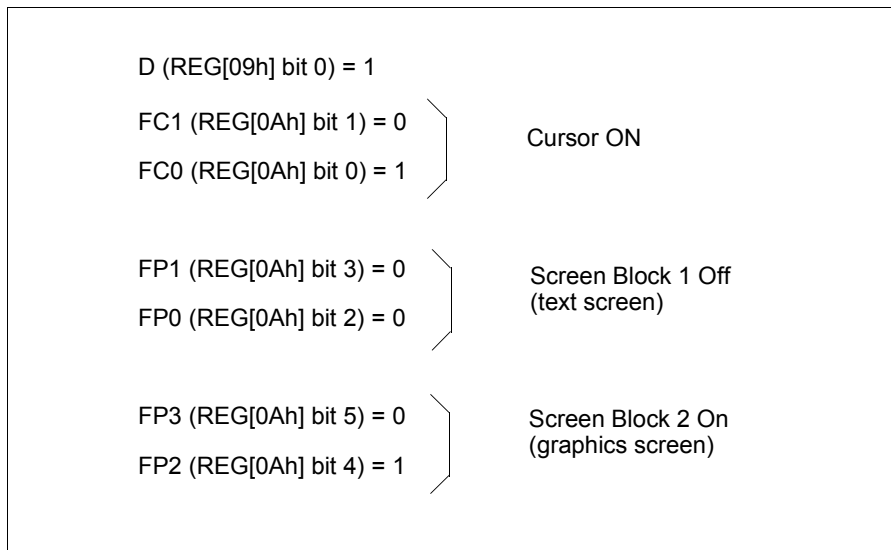 D (REG[09h] bit 0) = 1
FC1 (REG[0Ah] bit 1) = 0
FC0 (REG[0Ah] bit 0) = 1
Cursor ON
FP1 (REG[0Ah] bit 3) = 0
FP0 (REG[0Ah] bit 2) = 0
Screen Block 1 Off
(text screen)
FP3 (REG[0Ah] bit 5) = 0
FP2 (REG[0Ah] bit 4) = 1
Screen Block 2 On
(graphics screen)